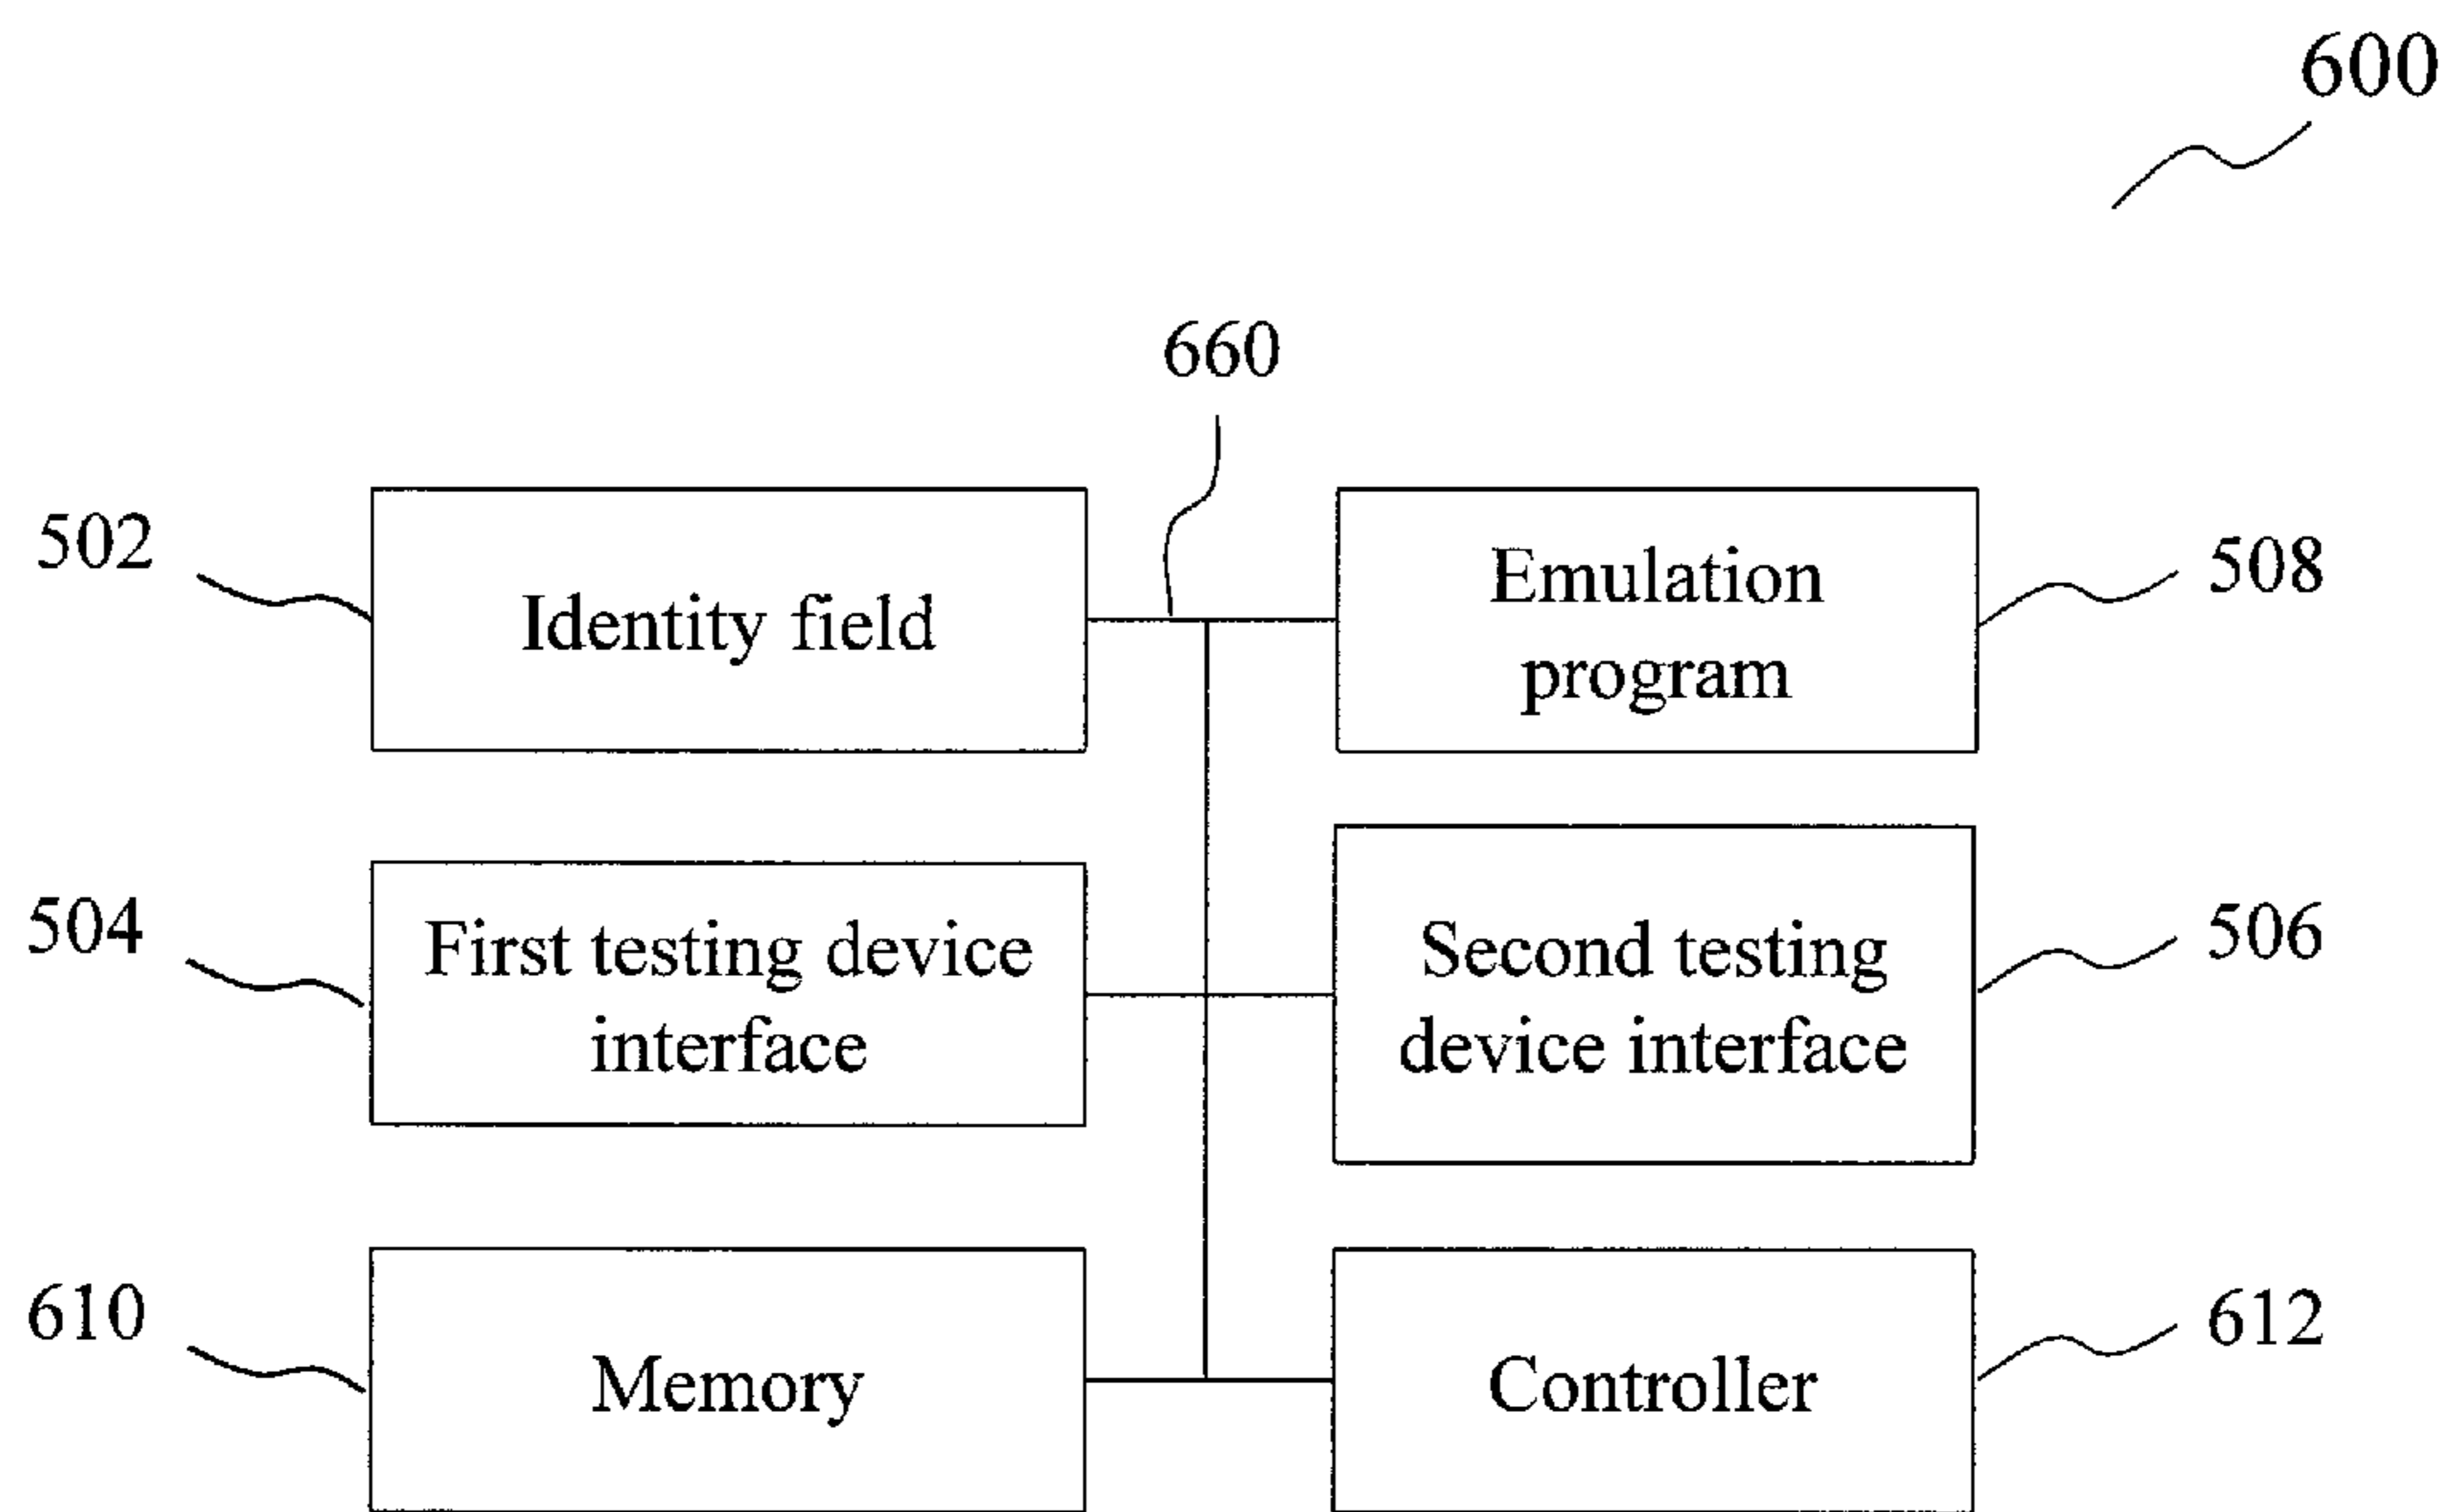 600
660
502
Identity field
Emulation
program
508
504
First testing device
interface
Second testing
device interface
506
610
Memory
Controller
612